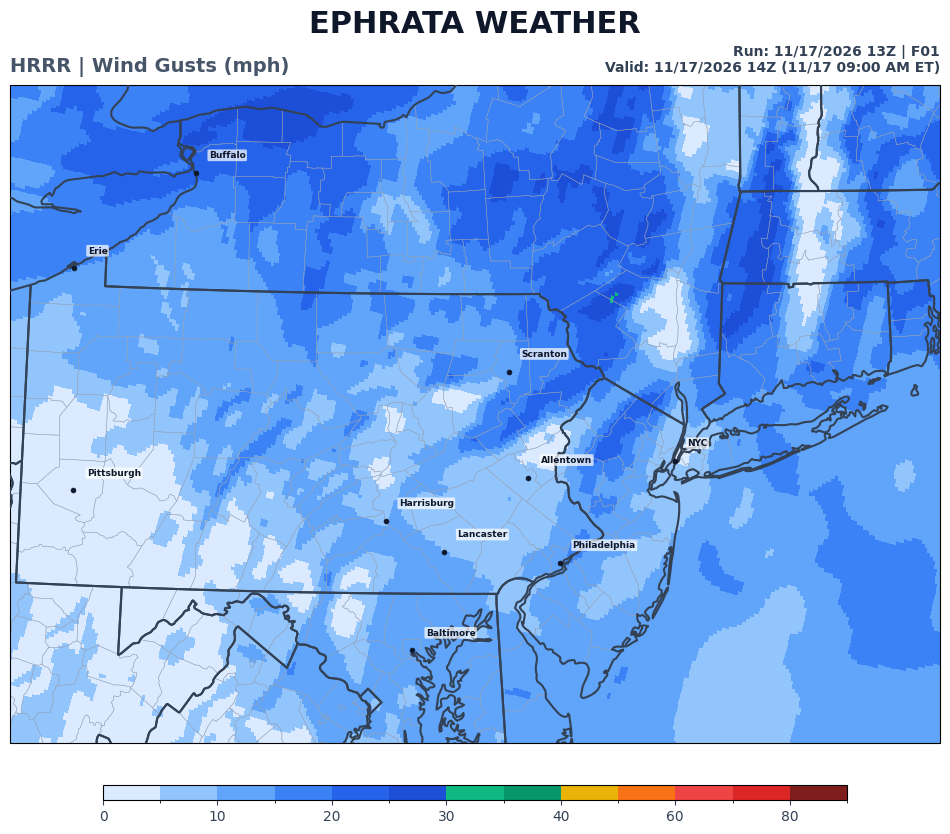 EPHRATA WEATHER
HRRR | Wind Gusts (mph)
Run: 11/17/2026 13Z | F01
Valid: 11/17/2026 14Z (11/17 09:00 AM ET)
Buffalo
Erie
Scranton
NYC
Allentown
Pittsburgh
Harrisburg
Lancaster
Philadelphia
Baltimore
0 10 20 30 40 60 80